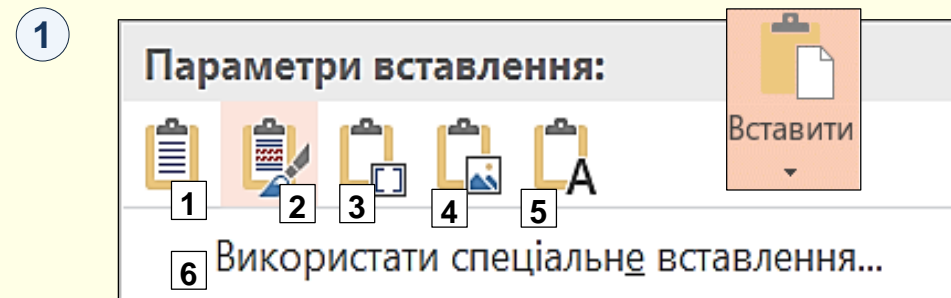 1
Параметри вставлення:
Вставити
A
1 2 3 4 5
6 Використати спеціальне вставлення...